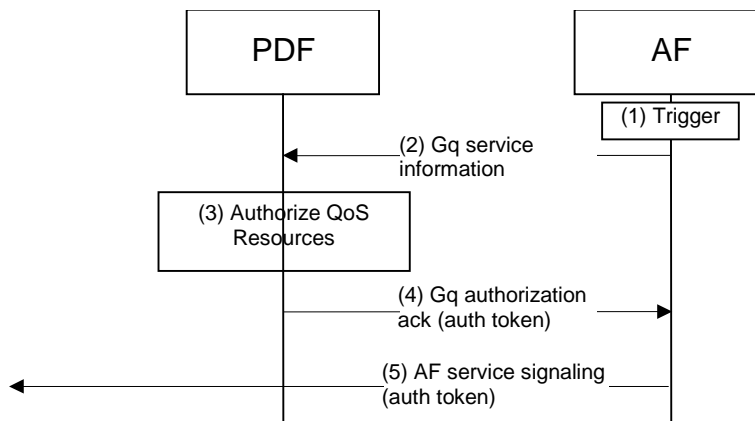 PDF
AF
(1) Trigger
(2) Gq service
information
(3) Authorize QoS
Resources
(4) Gq authorization
ack (auth token)
(5) AF service signaling
(auth token)